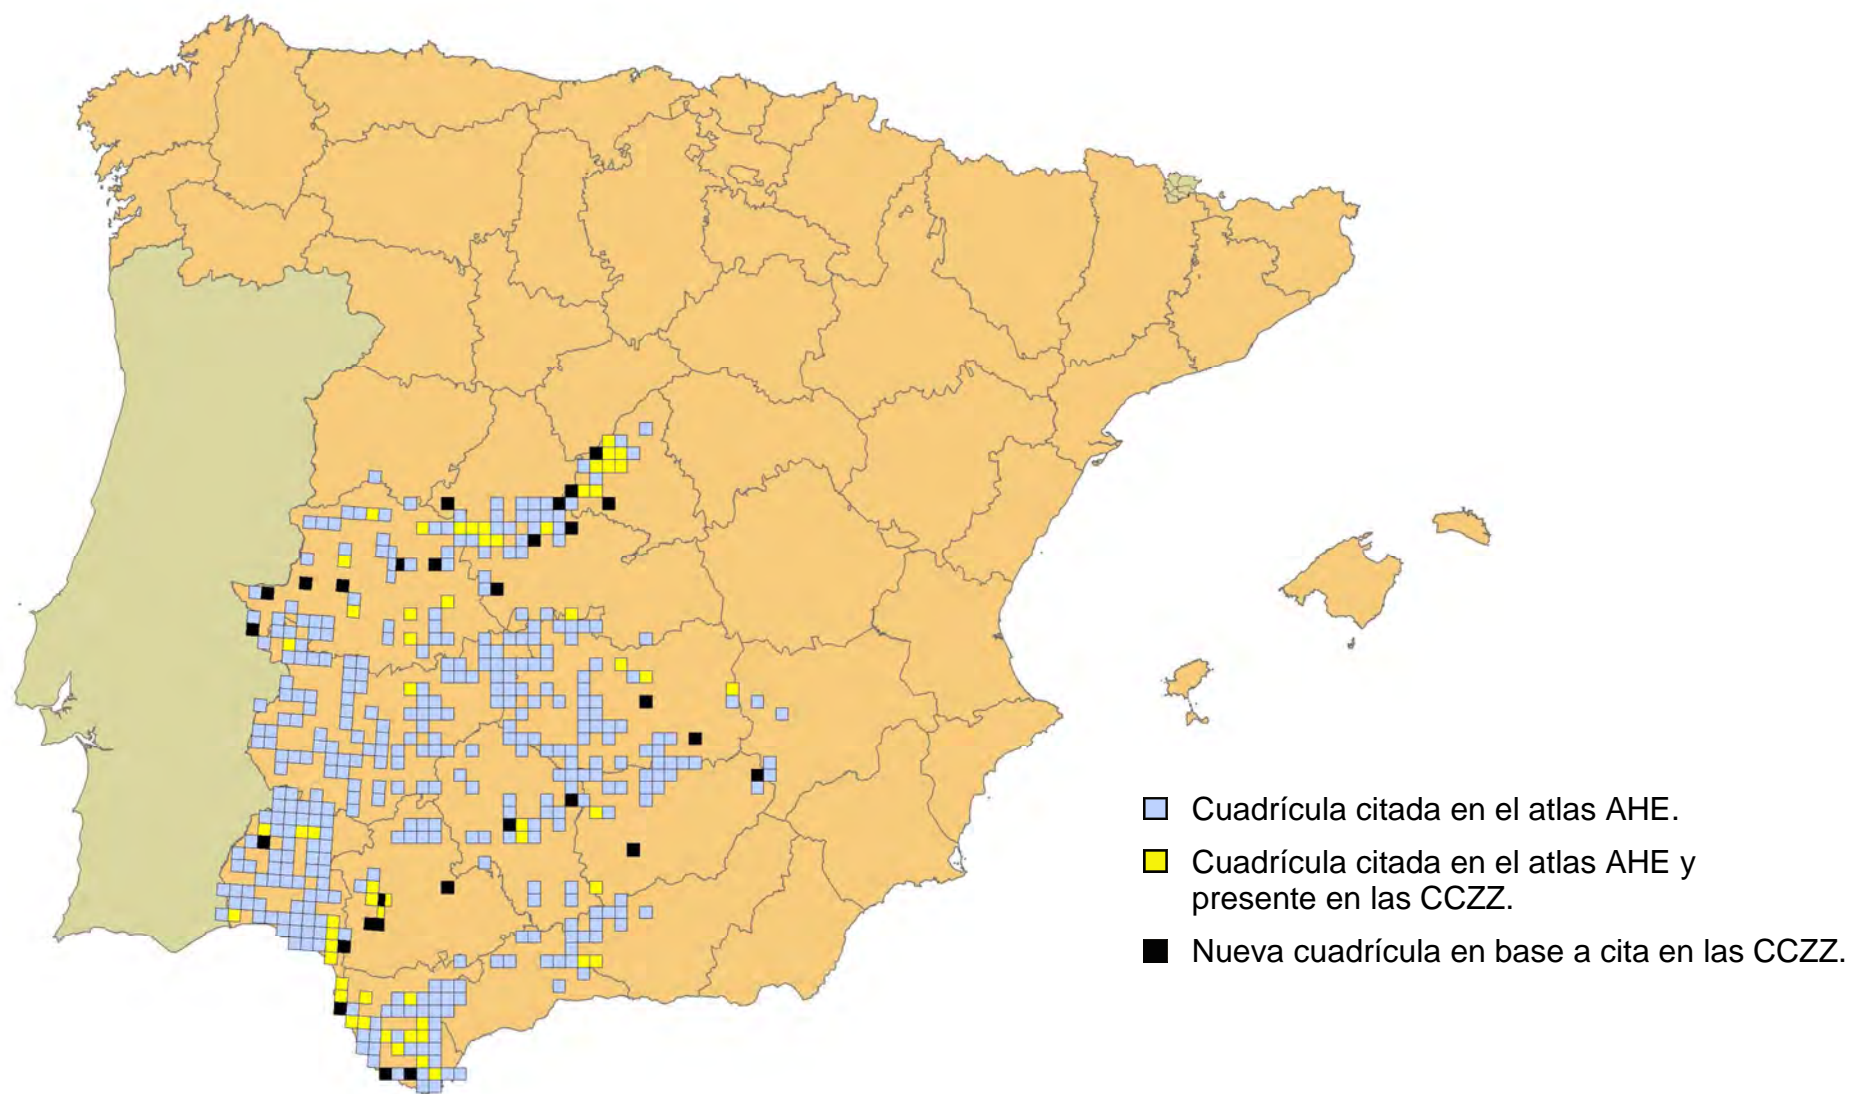 Cuadrícula citada en el atlas AHE.
Cuadrícula citada en el atlas AHE y
presente en las CCZZ.
Nueva cuadrícula en base a cita en las CCZZ.